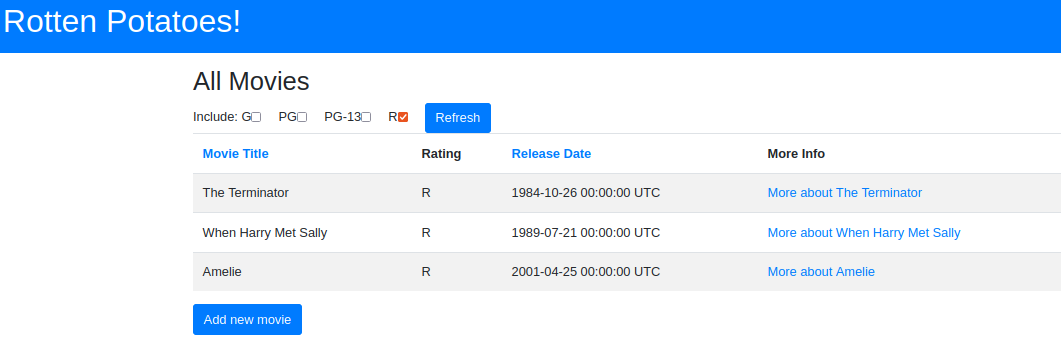 Rotten Potatoes!
All Movies
Include: G PG PG-13 R Refresh
Movie Title Rating Release Date More Info
The Terminator R 1984-10-26 00:00:00 UTC More about The Terminator
When Harry Met Sally R 1989-07-21 00:00:00 UTC More about When Harry Met Sally
Amelie R 2001-04-25 00:00:00 UTC More about Amelie
Add new movie